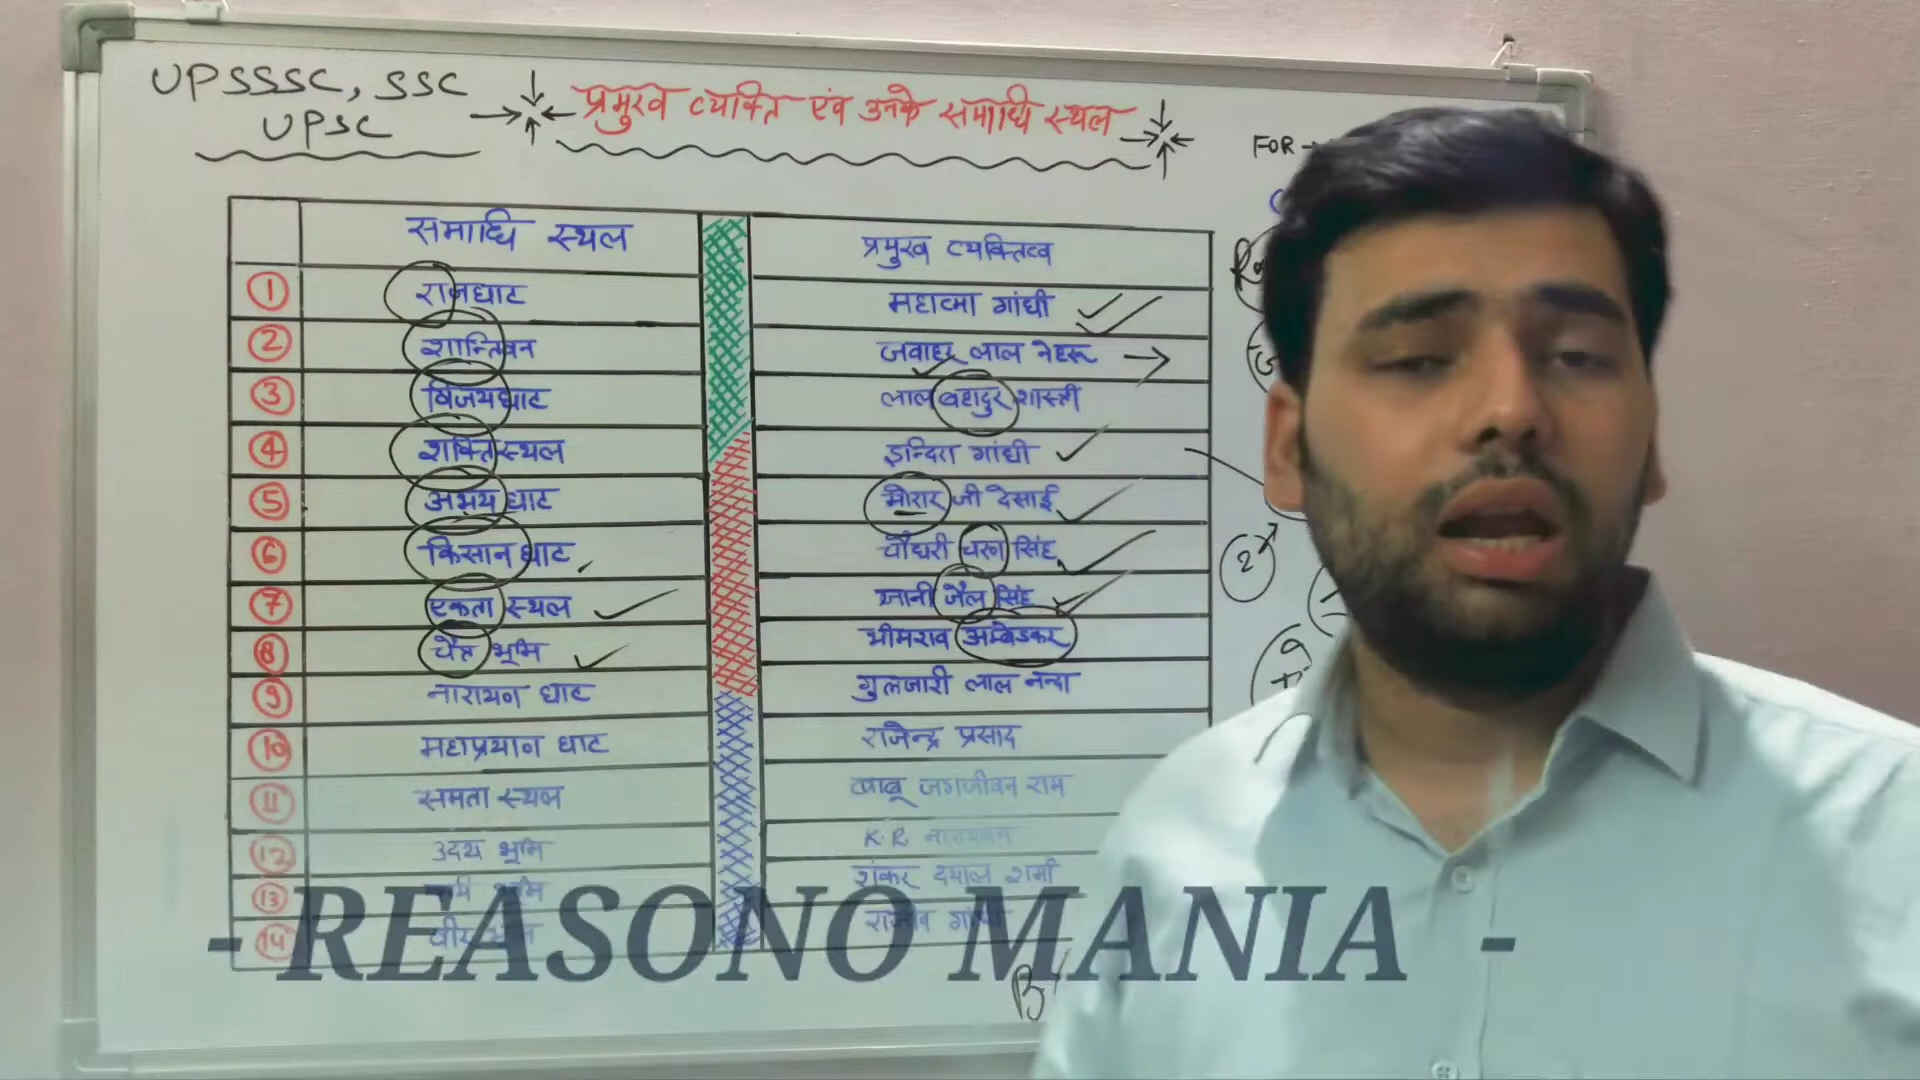 UPSSSC, SSC
UPSC
प्रमुख व्यक्ति एंव उनके समाधि स्थल
FOR
समाधि स्थल प्रमुख व्यक्तित्व
1 राजघाट महात्मा गांधी
2 शान्तिवन जवाहर लाल नेहरू
3 विजयघाट लाल बहादुर शास्त्री
4 शक्ति स्थल इन्दिरा गांधी
5 अभय घाट मोरार जी देसाई
6 किसान घाट चौधरी चरण सिंह
7 एकता स्थल ज्ञानी जैल सिंह
8 चैत्र भूमि भीमराव अम्बेडकर
9 नारायण घाट गुलजारी लाल नन्दा
10 महाप्रयाण घाट राजेन्द्र प्रसाद
11 समता स्थल बाबू जगजीवन राम
12 उदय भूमि K.R. नारायणन
13 भूमि शंकर दयाल शर्मा
14 राजीव गांधी
2
- REASONO MANIA -
B